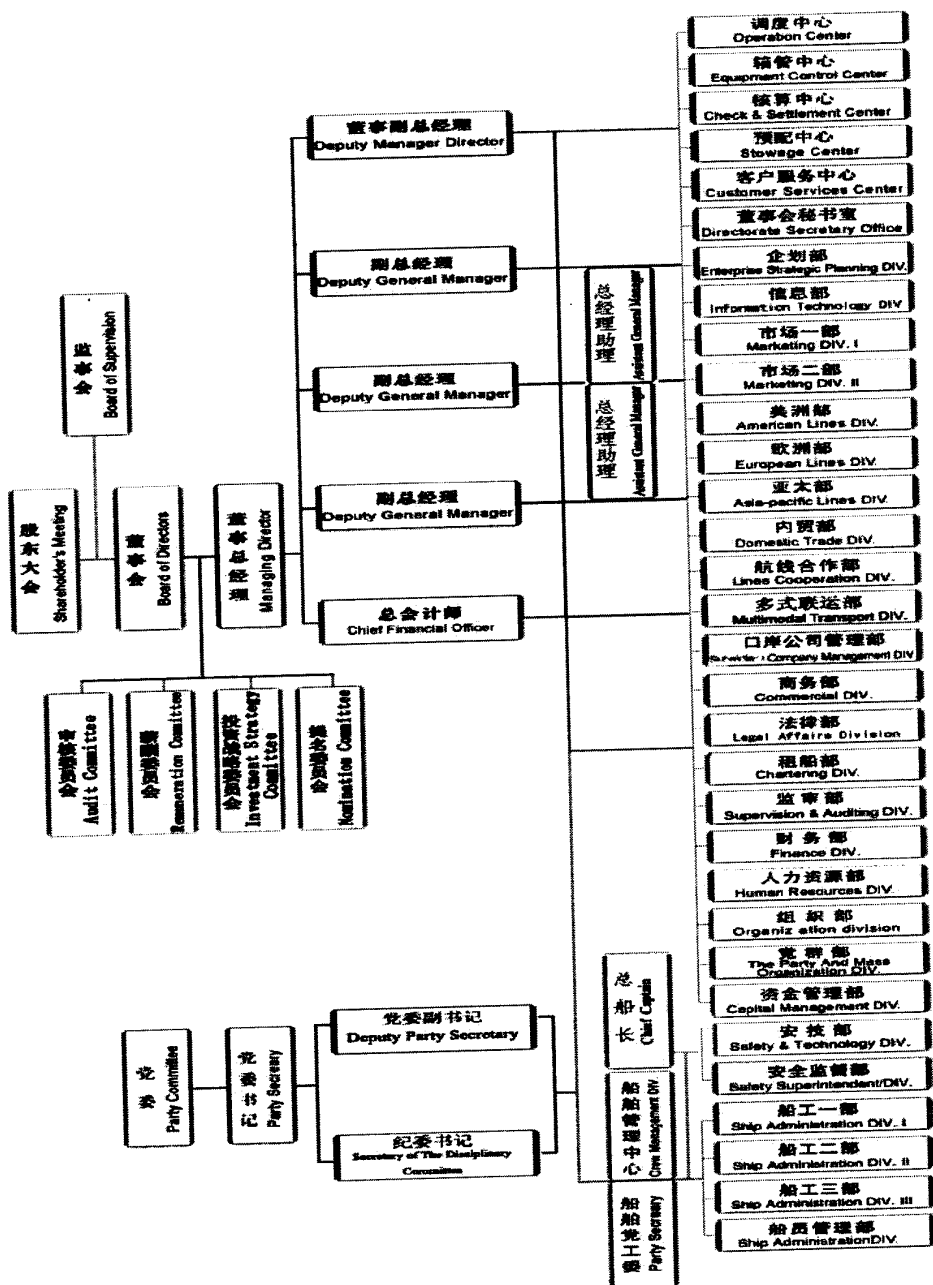 股东大会
Shareholder's Meeting
监事会
Board of Supervision
董事会
Board of Directors
董事总经理
Managing Director
Audit Committee
Remuneration Committee
Investment Strategy
Committee
Nomination Committee
董事副总经理
Deputy Manager Director
副总经理
Deputy General Manager
副总经理
Deputy General Manager
副总经理
Deputy General Manager
总会计师
Chief Financial Officer
总经理助理
Assistant General Manager
总经理助理
Assistant General Manager
党委
Party Committee
党委书记
Party Secreary
党委副书记
Deputy Party Secretary
纪委书记
Secretary of The Disciplinary
Committee
总船长
Chief Captain
船舶管理中心
Crew Management DIV.
船舶党工委
Party Secreary
调度中心
Operation Center
箱管中心
Equipment Control Center
核算中心
Check & Settlement Center
预配中心
Stowage Center
客户服务中心
Customer Services Center
董事会秘书室
Directorate Secretary Office
企划部
Enterprise Strategic Planning DIV.
信息部
Information Technology DIV
市场一部
Marketing DIV. I
市场二部
Marketing DIV. II
美洲部
American Lines DIV.
欧洲部
European Lines DIV.
亚太部
Asia-pacific Lines DIV.
内贸部
Domestic Trade DIV.
航线合作部
Lines Cooperation DIV.
多式联运部
Multimodal Transport DIV.
口岸公司管理部
Company Management DIV
商务部
Commercial DIV.
法律部
Legal Affairs Division
租船部
Chartering DIV.
监审部
Supervision & Auditing DIV.
财务部
Finance DIV.
人力资源部
Human Resources DIV.
组织部
Organiz ation division
党群部
The Party And Mass
Organization DIV.
资金管理部
Capital Management DIV.
安技部
Safety & Technology DIV.
安全监督部
Safety Superintendant/DIV.
船工一部
Ship Administration DIV. I
船工二部
Ship Administration DIV. II
船工三部
Ship Administration DIV. III
船员管理部
Ship AdministrationDIV.